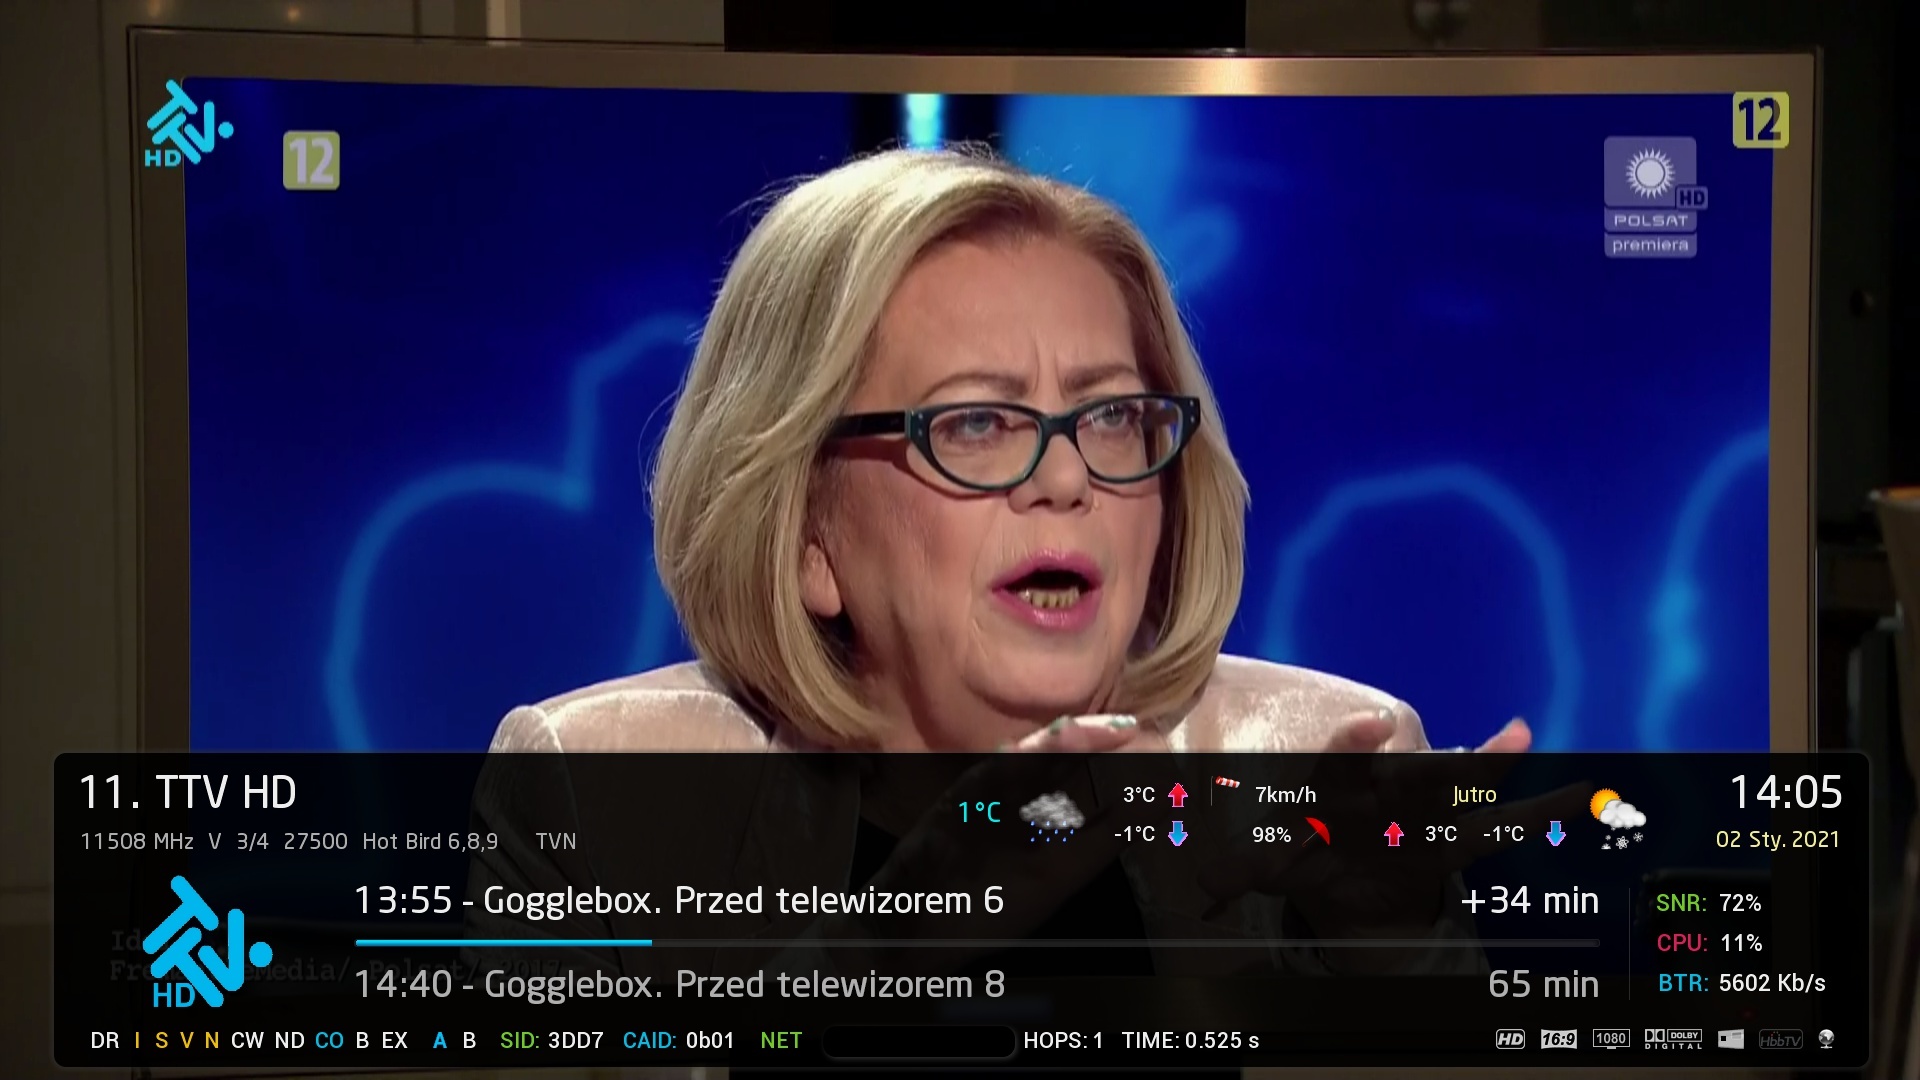 TTV HD
12
12
HD
POLSAT
premiera
11. TTV HD
11508 MHz V 3/4 27500 Hot Bird 6,8,9 TVN
1°C
3°C
-1°C
7km/h
98%
Jutro
3°C -1°C
14:05
02 Sty. 2021
TTV HD
13:55 - Gogglebox. Przed telewizorem 6 +34 min
14:40 - Gogglebox. Przed telewizorem 8 65 min
SNR: 72%
CPU: 11%
BTR: 5602 Kb/s
DR I S V N CW ND CO B EX A B SID: 3DD7 CAID: 0b01 NET HOPS: 1 TIME: 0.525 s
HD 16:9 1080 DOLBY DIGITAL HbbTV